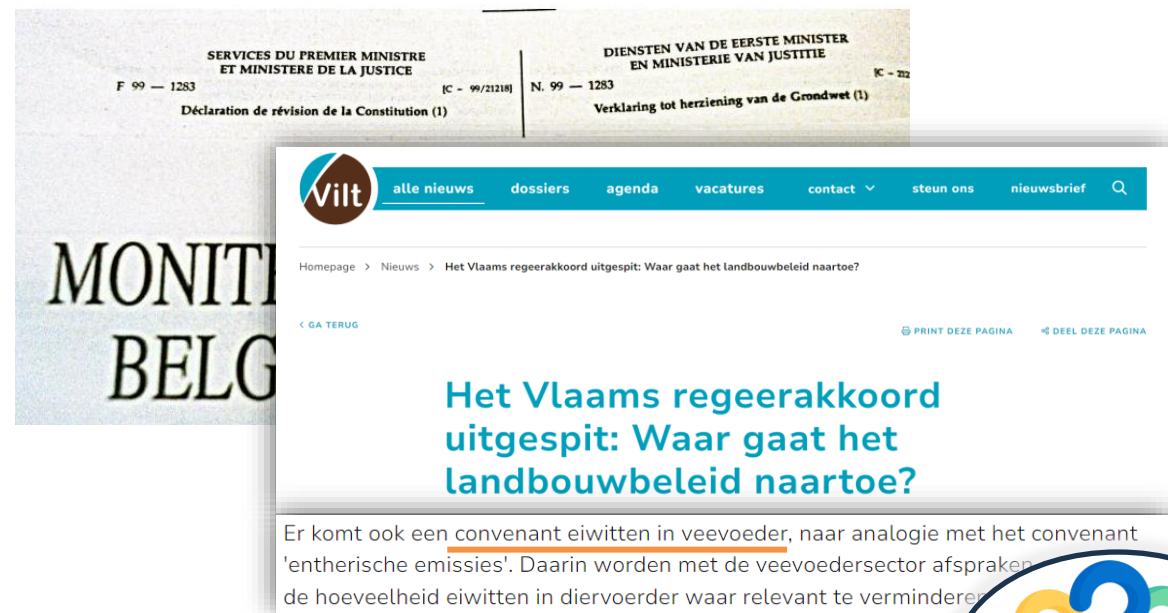 SERVICES DU PREMIER MINISTRE
ET MINISTERE DE LA JUSTICE
F 99 — 1283
[C - 99/21218]
Déclaration de révision de la Constitution (1)
DIENSTEN VAN DE EERSTE MINISTER
EN MINISTERIE VAN JUSTITIE
N. 99 — 1283
Verklaring tot herziening van de Grondwet (1)
Vilt
alle nieuws dossiers agenda vacatures contact steun ons nieuwsbrief
Homepage > Nieuws > Het Vlaams regeerakkoord uitgespit: Waar gaat het landbouwbeleid naartoe?
< GA TERUG
PRINT DEZE PAGINA DEEL DEZE PAGINA
Het Vlaams regeerakkoord
uitgespit: Waar gaat het
landbouwbeleid naartoe?
Er komt ook een convenant eiwitten in veevoeder, naar analogie met het convenant
'entherische emissies'. Daarin worden met de veevoedersector afspraken
de hoeveelheid eiwitten in diervoerder waar relevant te verminderen